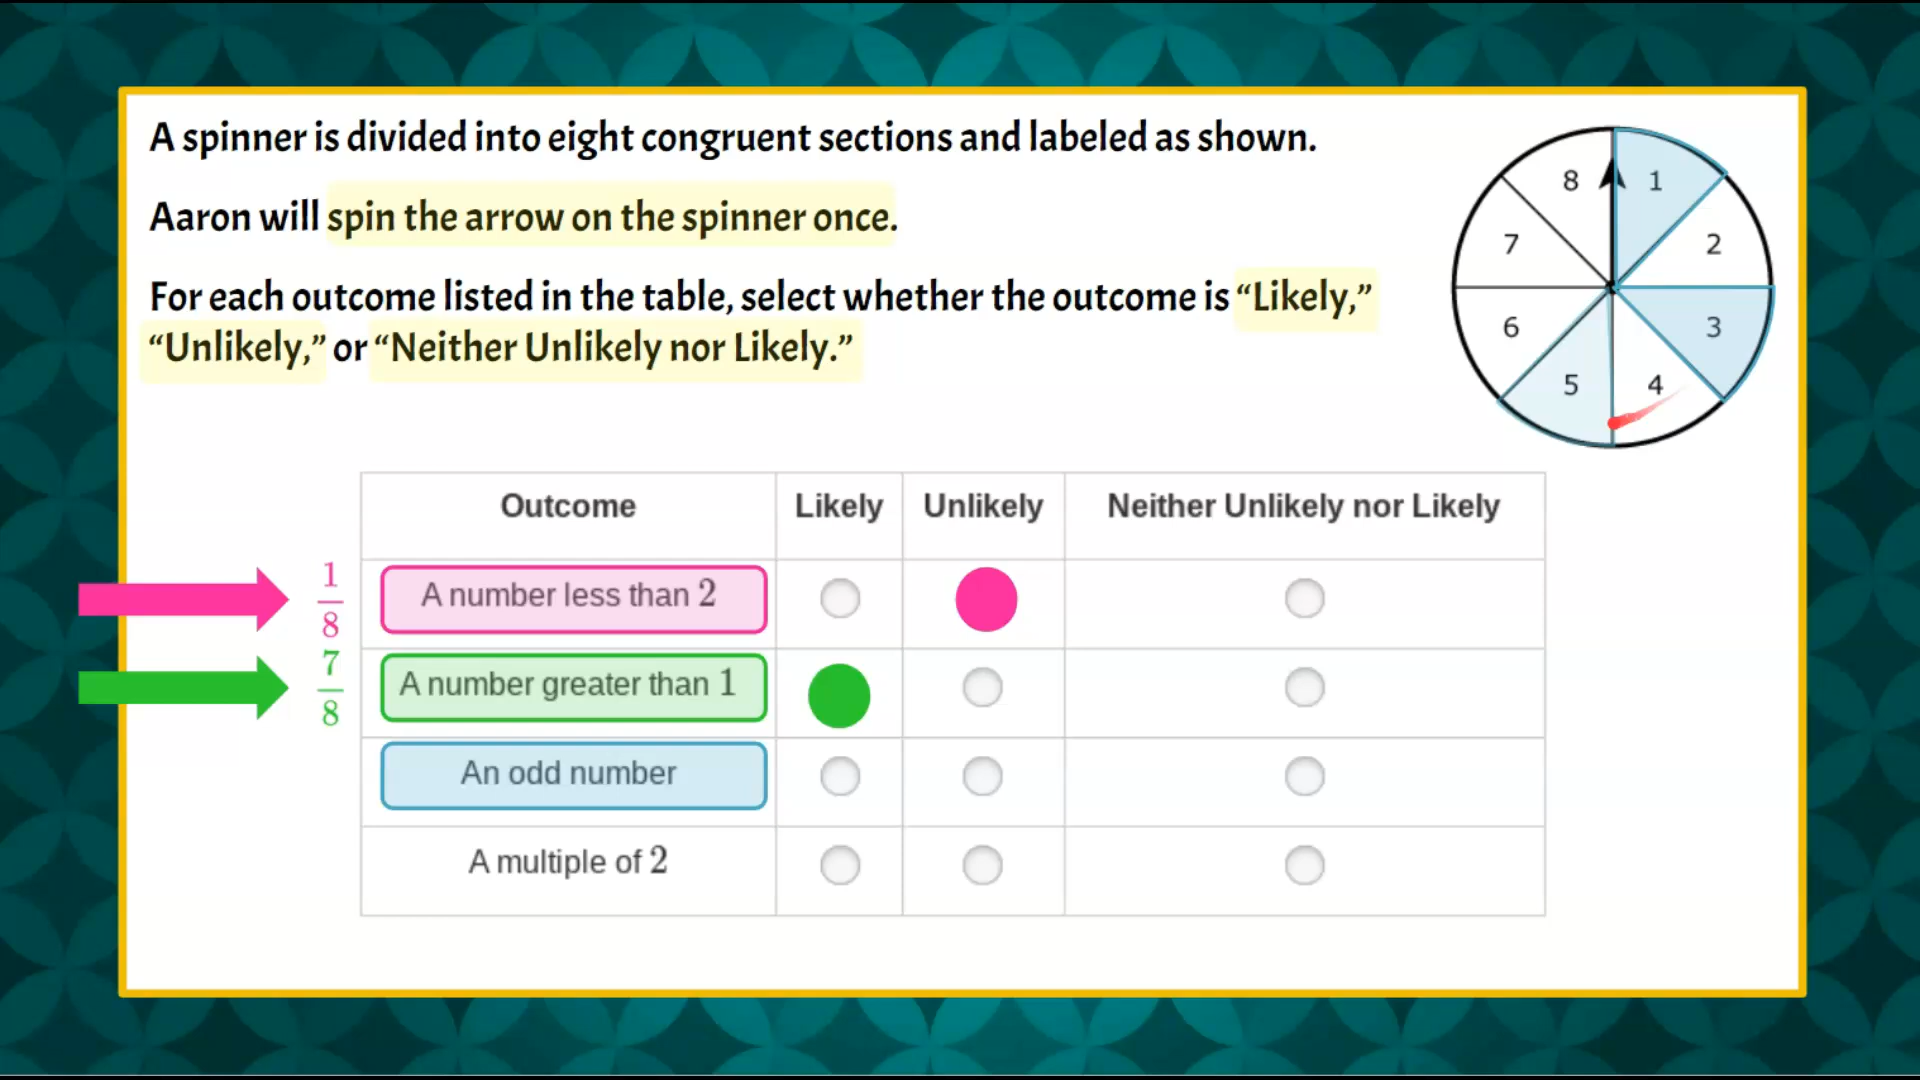 A spinner is divided into eight congruent sections and labeled as shown.
Aaron will spin the arrow on the spinner once.
For each outcome listed in the table, select whether the outcome is “Likely,”
“Unlikely,” or “Neither Unlikely nor Likely.”
8 1
7 2
6 3
5 4
Outcome Likely Unlikely Neither Unlikely nor Likely
1/8 A number less than 2
7/8 A number greater than 1
An odd number
A multiple of 2